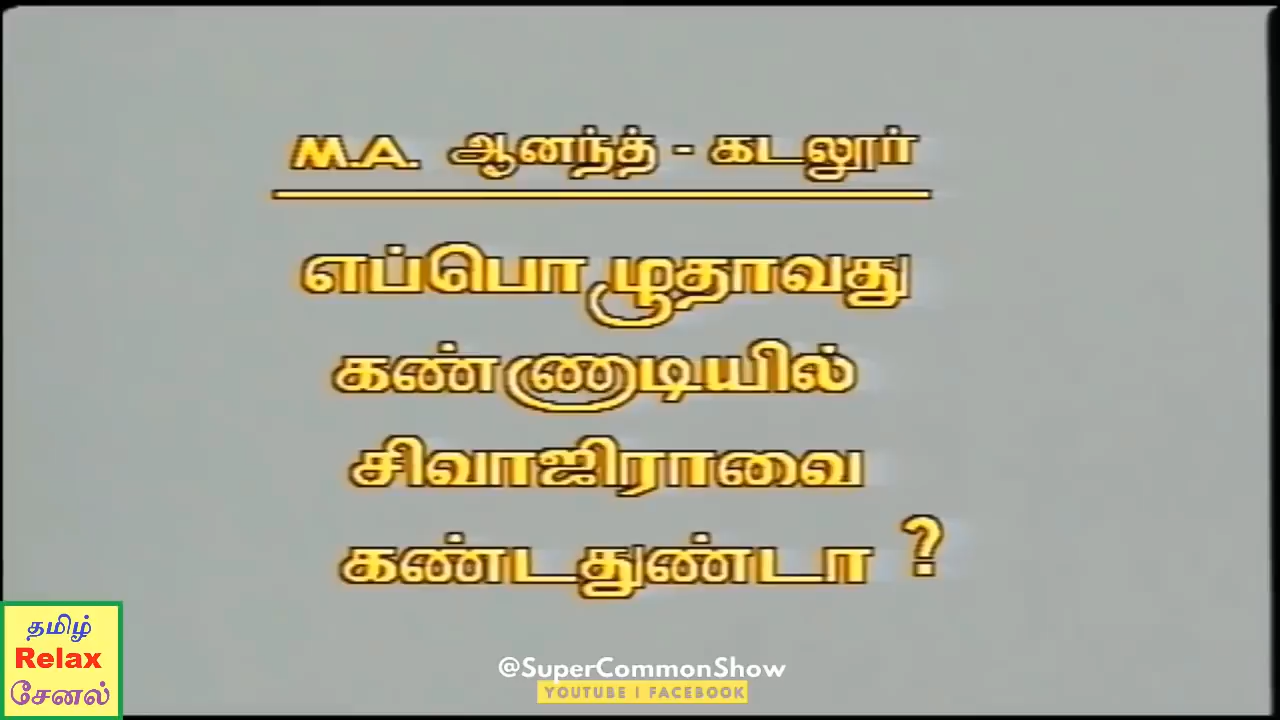 M.A. ஆனந்த் - கடலூர்
எப்பொழுதாவது
கண்ணாடியில்
சிவாஜிராவை
கண்டதுண்டா ?
தமிழ்
Relax
சேனல்
@SuperCommonShow
YOUTUBE | FACEBOOK